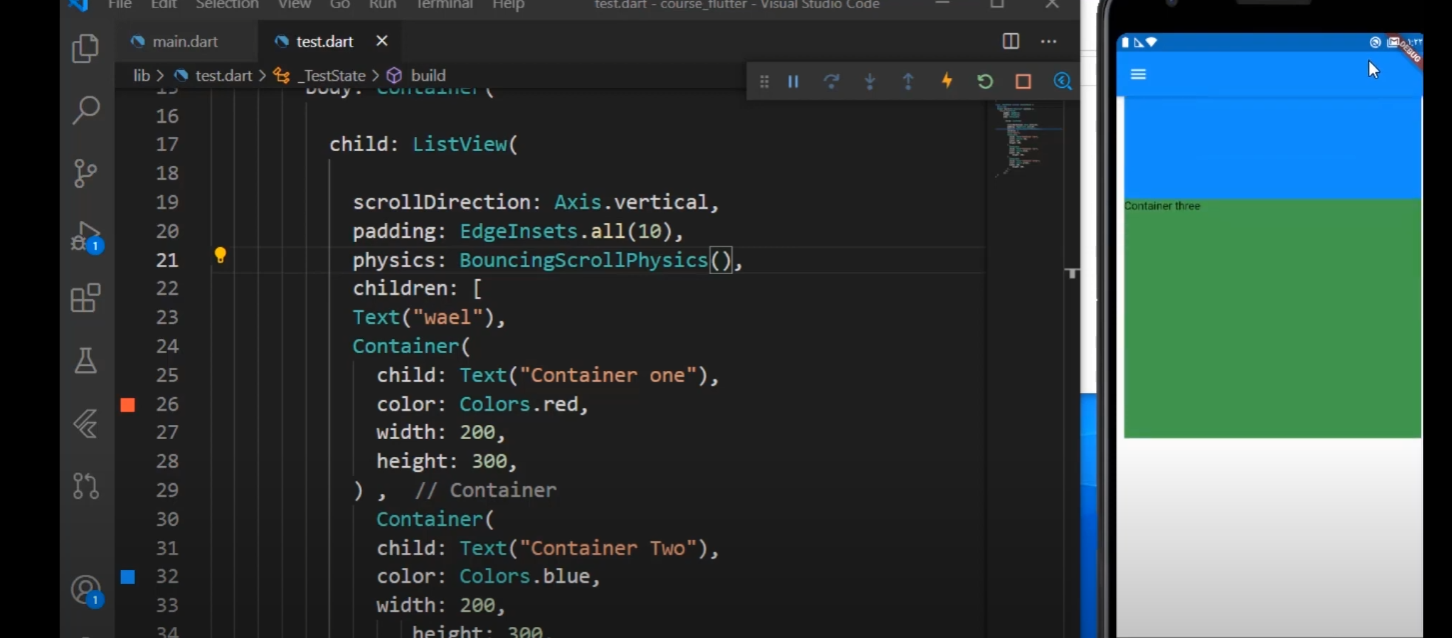 File Edit Selection View Go Run Terminal Help test.dart - course_flutter - Visual Studio Code
main.dart test.dart
lib > test.dart > _TestState > build
15 body: Container(
16
17 child: ListView(
18
19 scrollDirection: Axis.vertical,
20 padding: EdgeInsets.all(10),
21 physics: BouncingScrollPhysics(),
22 children: [
23 Text("wael"),
24 Container(
25 child: Text("Container one"),
26 color: Colors.red,
27 width: 200,
28 height: 300,
29 ) , // Container
30 Container(
31 child: Text("Container Two"),
32 color: Colors.blue,
33 width: 200,
34 height: 300,
1
1
DEBUG
Container three